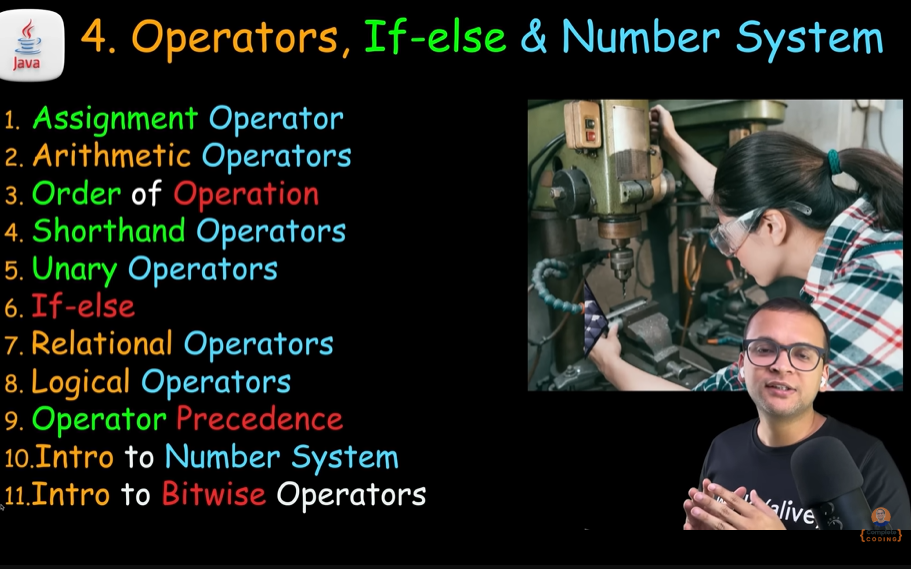 Java
4. Operators, If-else & Number System
1. Assignment Operator
2. Arithmetic Operators
3. Order of Operation
4. Shorthand Operators
5. Unary Operators
6. If-else
7. Relational Operators
8. Logical Operators
9. Operator Precedence
10.Intro to Number System
11.Intro to Bitwise Operators
Complete
CODING